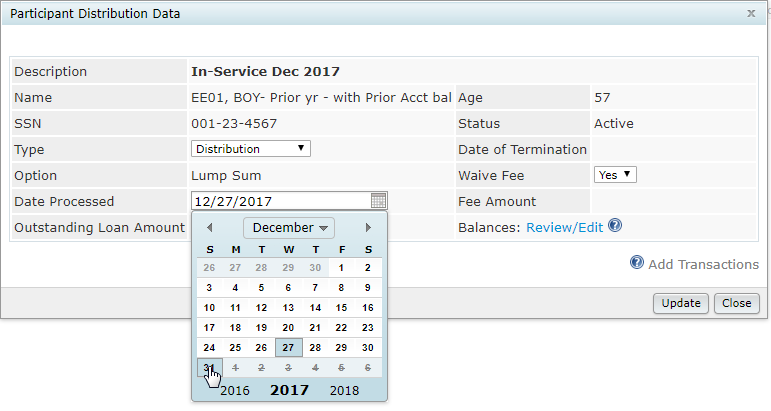 Participant Distribution Data x
Description In-Service Dec 2017
Name EE01, BOY- Prior yr - with Prior Acct bal Age 57
SSN 001-23-4567 Status Active
Type Distribution Date of Termination
Option Lump Sum Waive Fee Yes
Date Processed 12/27/2017 Fee Amount
Outstanding Loan Amount Balances: Review/Edit ?
December
S M T W T F S
26 27 28 29 30 1 2
3 4 5 6 7 8 9
10 11 12 13 14 15 16
17 18 19 20 21 22 23
24 25 26 27 28 29 30
31 1 2 3 4 5 6
2016 2017 2018
? Add Transactions
Update Close